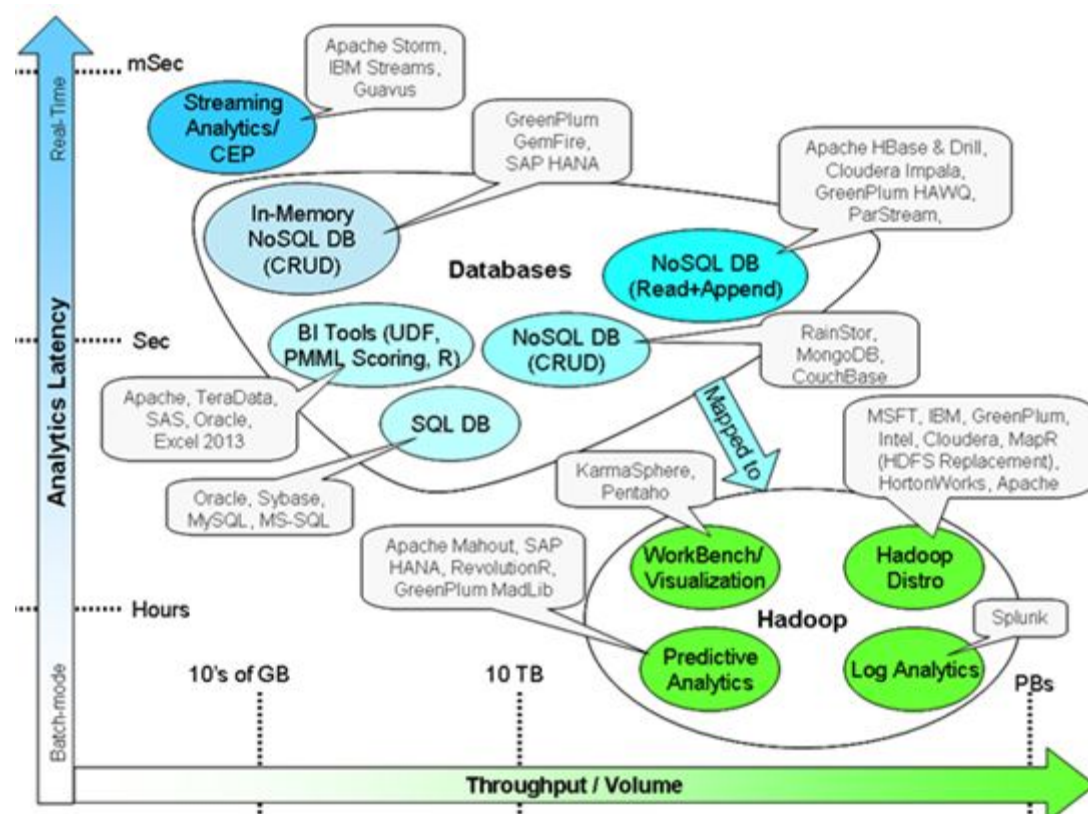 mSec
Real-Time
Analytics Latency
Batch-mode
Sec
Hours
Streaming
Analytics/
CEP
Apache Storm,
IBM Streams,
Guavus
GreenPlum
GemFire,
SAP HANA
Apache HBase & Drill,
Cloudera Impala,
GreenPlum HAWQ,
ParStream,
In-Memory
NoSQL DB
(CRUD)
Databases
NoSQL DB
(Read+Append)
BI Tools (UDF,
PMML Scoring, R)
NoSQL DB
(CRUD)
RainStor,
MongoDB,
CouchBase
Apache, TeraData,
SAS, Oracle,
Excel 2013
SQL DB
Mapped to
MSFT, IBM, GreenPlum,
Intel, Cloudera, MapR
(HDFS Replacement),
HortonWorks, Apache
Oracle, Sybase,
MySQL, MS-SQL
KarmaSphere,
Pentaho
Apache Mahout, SAP
HANA, RevolutionR,
GreenPlum MadLib
WorkBench/
Visualization
Hadoop
Distro
Hadoop
Splunk
Predictive
Analytics
Log Analytics
10's of GB
10 TB
PBs
Throughput / Volume